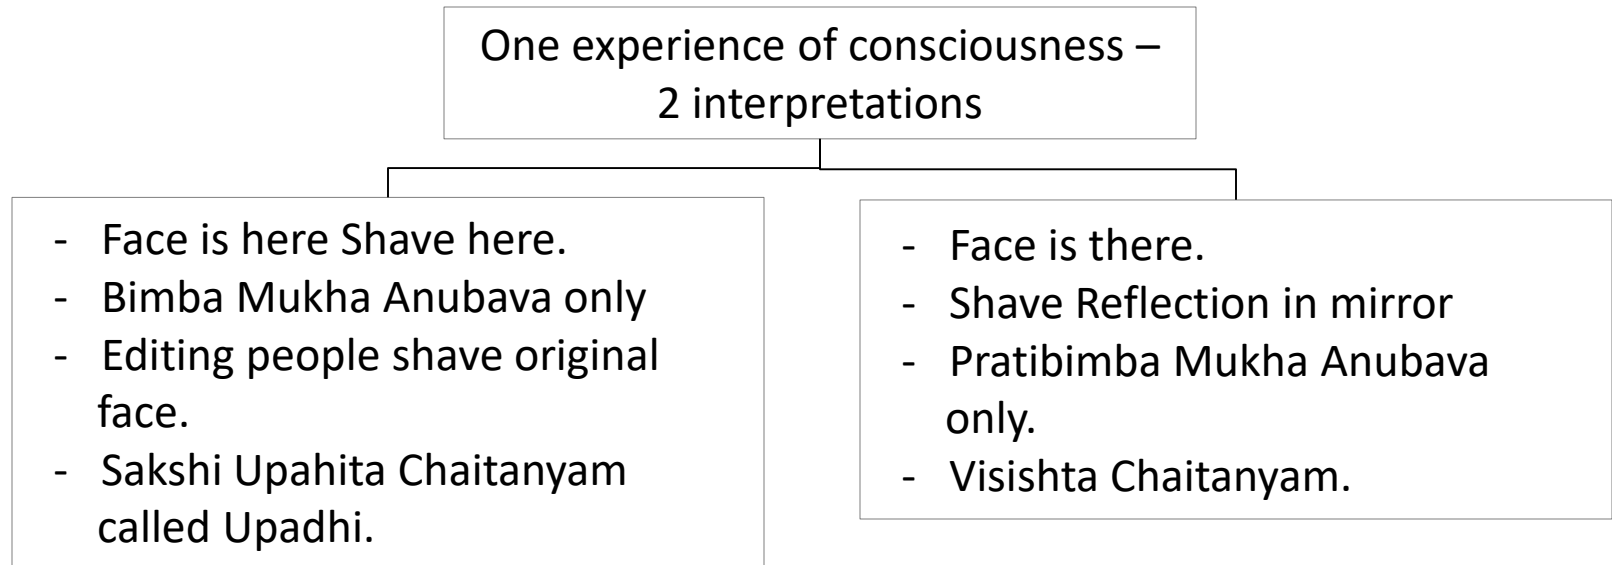 One experience of consciousness –
2 interpretations
- Face is here Shave here.
- Bimba Mukha Anubava only
- Editing people shave original
face.
- Sakshi Upahita Chaitanyam
called Upadhi.
- Face is there.
- Shave Reflection in mirror
- Pratibimba Mukha Anubava
only.
- Visishta Chaitanyam.